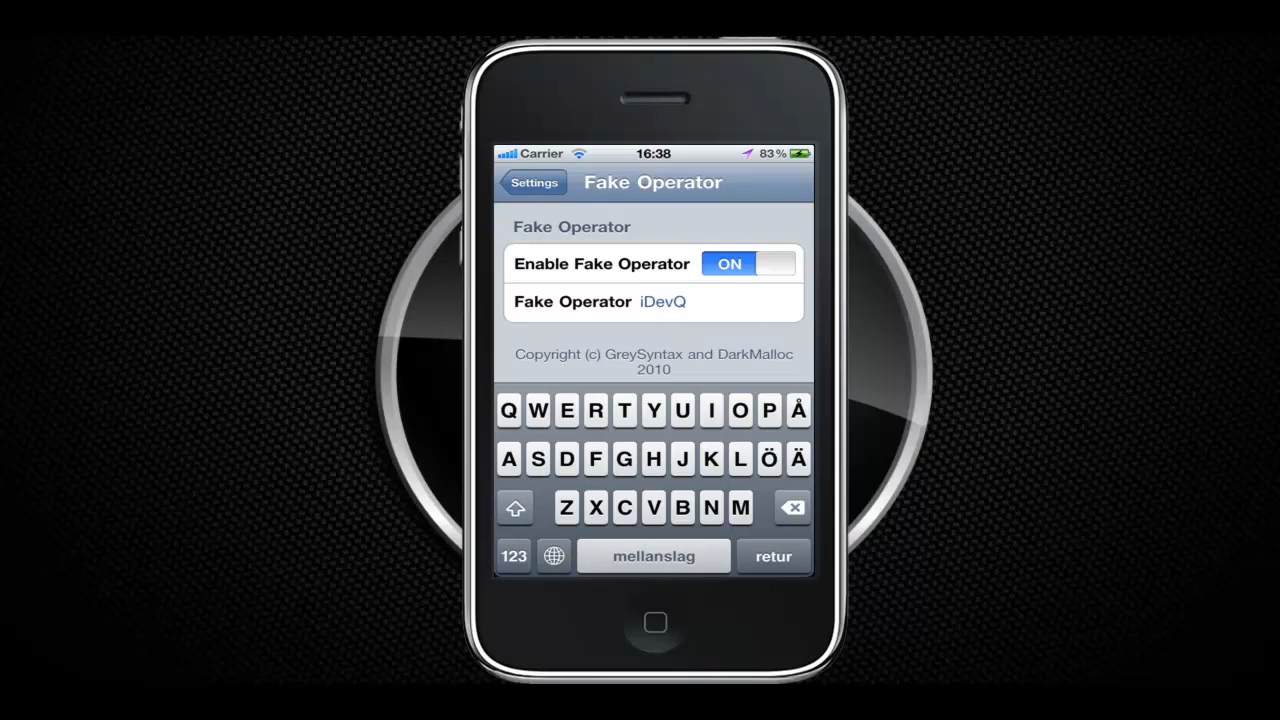 Carrier 16:38 83%
Settings Fake Operator
Fake Operator
Enable Fake Operator ON
Fake Operator iDevQ
Copyright (c) GreySyntax and DarkMalloc
2010
Q W E R T Y U I O P Å
A S D F G H J K L Ö Ä
Z X C V B N M
123 mellanslag retur